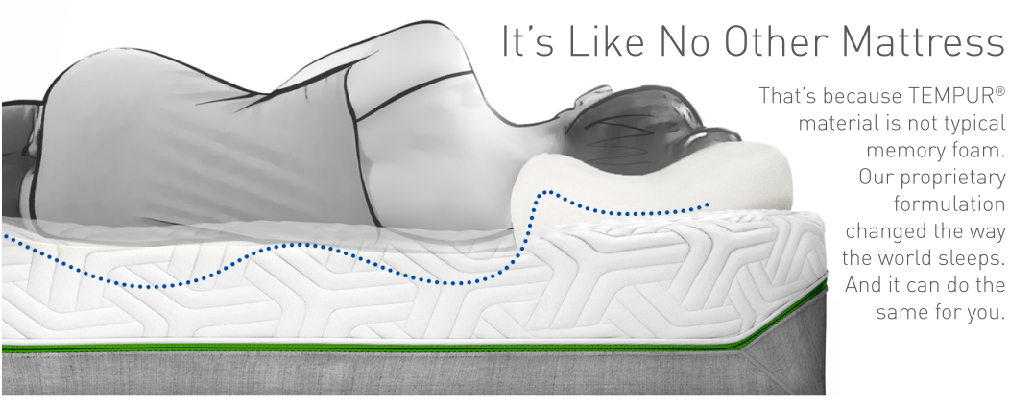 It's Like No Other Mattress
That's because TEMPUR®
material is not typical
memory foam.
Our proprietary
formulation
changed the way
the world sleeps.
And it can do the
same for you.